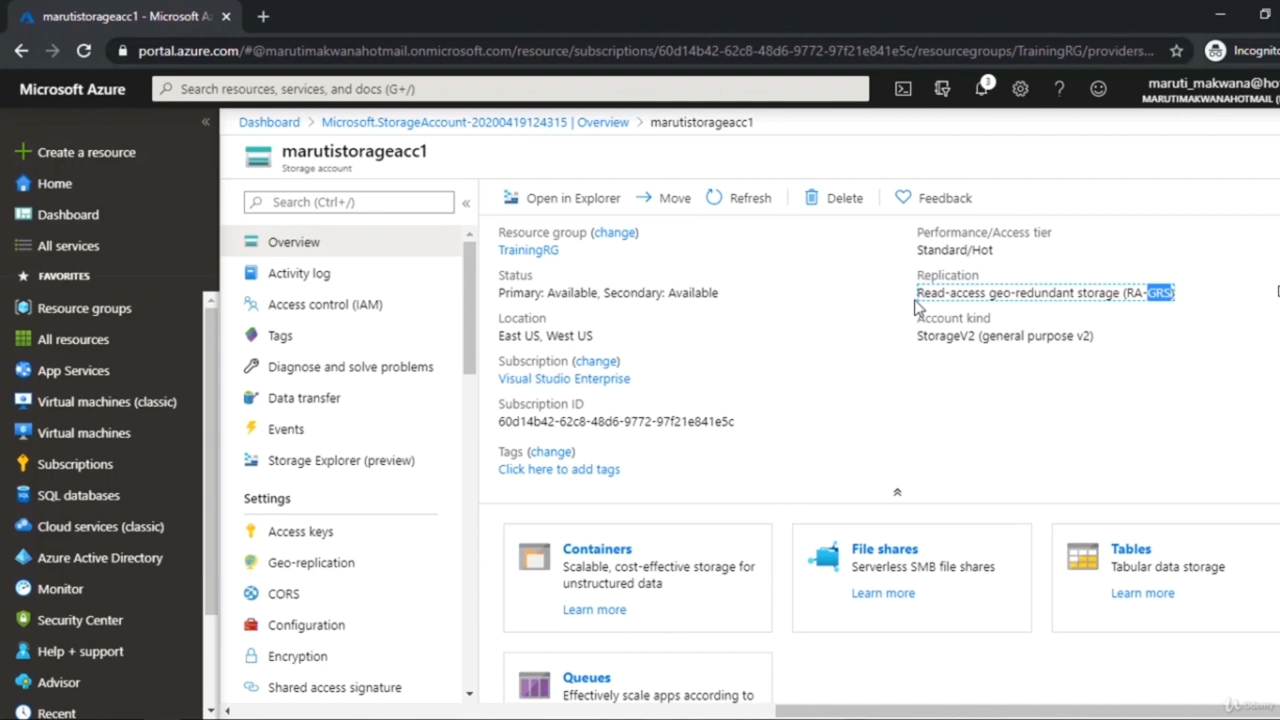 marutistorageacc1 - Microsoft A
portal.azure.com/#@marutimakwanahotmail.onmicrosoft.com/resource/subscriptions/60d14b42-62c8-48d6-9772-97f21e841e5c/resourcegroups/TrainingRG/providers...
Incognito
Microsoft Azure
Search resources, services, and docs (G+/)
3
maruti_makwana@ho
MARUTIMAKWANAHOTMAIL (
Create a resource
Home
Dashboard
All services
FAVORITES
Resource groups
All resources
App Services
Virtual machines (classic)
Virtual machines
Subscriptions
SQL databases
Cloud services (classic)
Azure Active Directory
Monitor
Security Center
Help + support
Advisor
Recent
Dashboard > Microsoft.StorageAccount-20200419124315 | Overview > marutistorageacc1
marutistorageacc1
Storage account
Search (Ctrl+/)
Overview
Activity log
Access control (IAM)
Tags
Diagnose and solve problems
Data transfer
Events
Storage Explorer (preview)
Settings
Access keys
Geo-replication
CORS
Configuration
Encryption
Shared access signature
Open in Explorer
Move
Refresh
Delete
Feedback
Resource group (change)
TrainingRG
Status
Primary: Available, Secondary: Available
Location
East US, West US
Subscription (change)
Visual Studio Enterprise
Subscription ID
60d14b42-62c8-48d6-9772-97f21e841e5c
Tags (change)
Click here to add tags
Performance/Access tier
Standard/Hot
Replication
Read-access geo-redundant storage (RA-GRS)
Account kind
StorageV2 (general purpose v2)
Containers
Scalable, cost-effective storage for
unstructured data
Learn more
File shares
Serverless SMB file shares
Learn more
Tables
Tabular data storage
Learn more
Queues
Effectively scale apps according to
Udemy